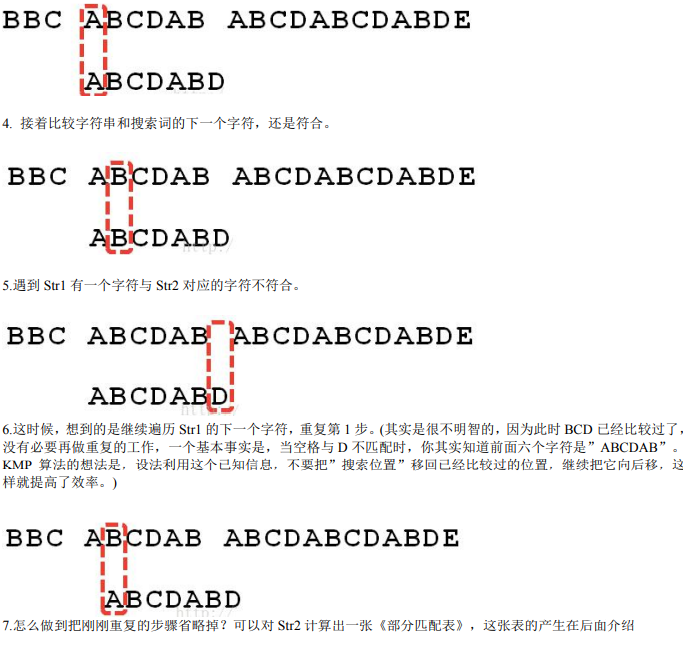 BBC ABCDAB ABCDABCDABDE
ABCDABD
4. 接着比较字符串和搜索词的下一个字符，还是符合。
BBC ABCDAB ABCDABCDABDE
ABCDABD
http:/
5.遇到 Str1 有一个字符与 Str2 对应的字符不符合。
BBC ABCDAB ABCDABCDABDE
ABCDABD
http:/
6.这时候，想到的是继续遍历 Str1 的下一个字符，重复第 1 步。(其实是很不明智的，因为此时 BCD 已经比较过了，
没有必要再做重复的工作，一个基本事实是，当空格与 D 不匹配时，你其实知道前面六个字符是”ABCDAB”。
KMP 算法的想法是，设法利用这个已知信息，不要把”搜索位置”移回已经比较过的位置，继续把它向后移，这
样就提高了效率。)
BBC ABCDAB ABCDABCDABDE
ABCDABD
http://
7.怎么做到把刚刚重复的步骤省略掉？可以对 Str2 计算出一张《部分匹配表》，这张表的产生在后面介绍